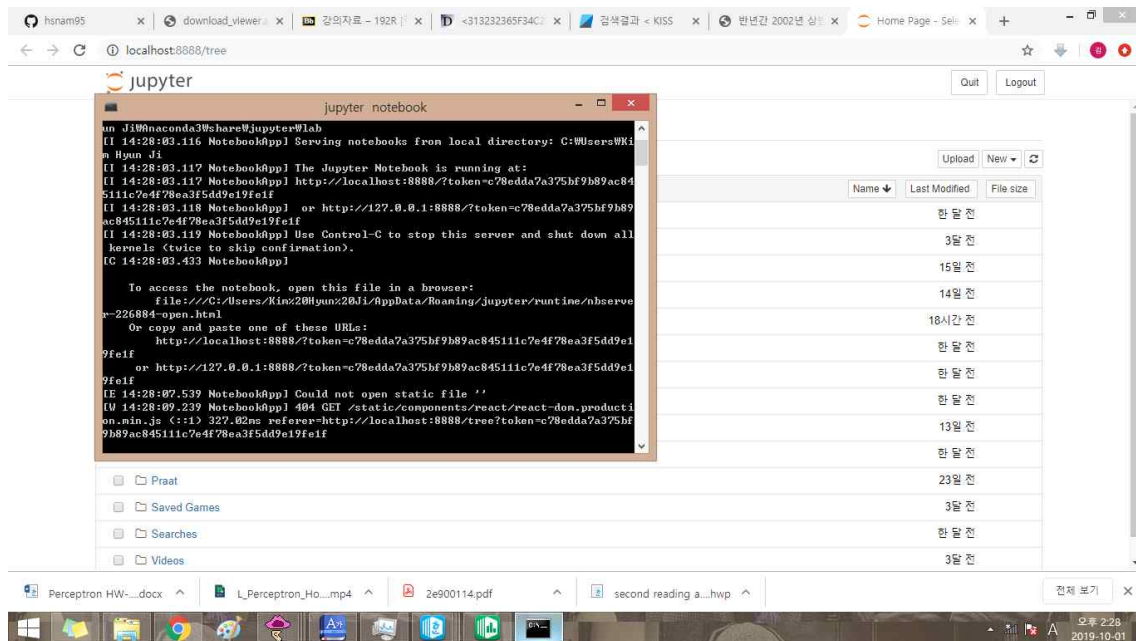 hsnam95
download_viewer.
강의자료 – 192R
<313232365F34C2
검색결과 < KISS
반년간 2002년
Home Page - Sele
localhost:8888/tree
jupyter
Quit
Logout
jupyter notebook
un Ji₩Anaconda3₩share₩jupyter₩lab
[I 14:28:03.116 NotebookApp] Serving notebooks from local directory: C:₩Users₩Ki
m Hyun Ji
[I 14:28:03.117 NotebookApp] The Jupyter Notebook is running at:
[I 14:28:03.117 NotebookApp] http://localhost:8888/?token=c78edda7a375bf9b89ac84
5111c7e4f78ea3f5dd9e19fe1f
[I 14:28:03.118 NotebookApp]  or http://127.0.0.1:8888/?token=c78edda7a375bf9b89
ac845111c7e4f78ea3f5dd9e19fe1f
[I 14:28:03.119 NotebookApp] Use Control-C to stop this server and shut down all
kernels (twice to skip confirmation).
[C 14:28:03.433 NotebookApp]
To access the notebook, open this file in a browser:
file:///C:/Users/Kim%20Hyun%20Ji/AppData/Roaming/jupyter/runtime/nbserve
r-226884-open.html
Or copy and paste one of these URLs:
http://localhost:8888/?token=c78edda7a375bf9b89ac845111c7e4f78ea3f5dd9e1
9fe1f
or http://127.0.0.1:8888/?token=c78edda7a375bf9b89ac845111c7e4f78ea3f5dd9e1
9fe1f
[E 14:28:07.539 NotebookApp] Could not open static file ''
[W 14:28:09.239 NotebookApp] 404 GET /static/components/react/react-dom.producti
on.min.js (::1) 327.02ms referer=http://localhost:8888/tree?token=c78edda7a375bf
9b89ac845111c7e4f78ea3f5dd9e19fe1f
Upload New
Name Last Modified File size
한 달 전
3달 전
15일 전
14일 전
18시간 전
한 달 전
한 달 전
한 달 전
13일 전
한 달 전
Praat 23일 전
Saved Games 3달 전
Searches 한 달 전
Videos 3달 전
Perceptron HW-....docx
L_Perceptron_Ho....mp4
2e900114.pdf
second reading a....hwp
전체 보기
A
오후 2:28
2019-10-01